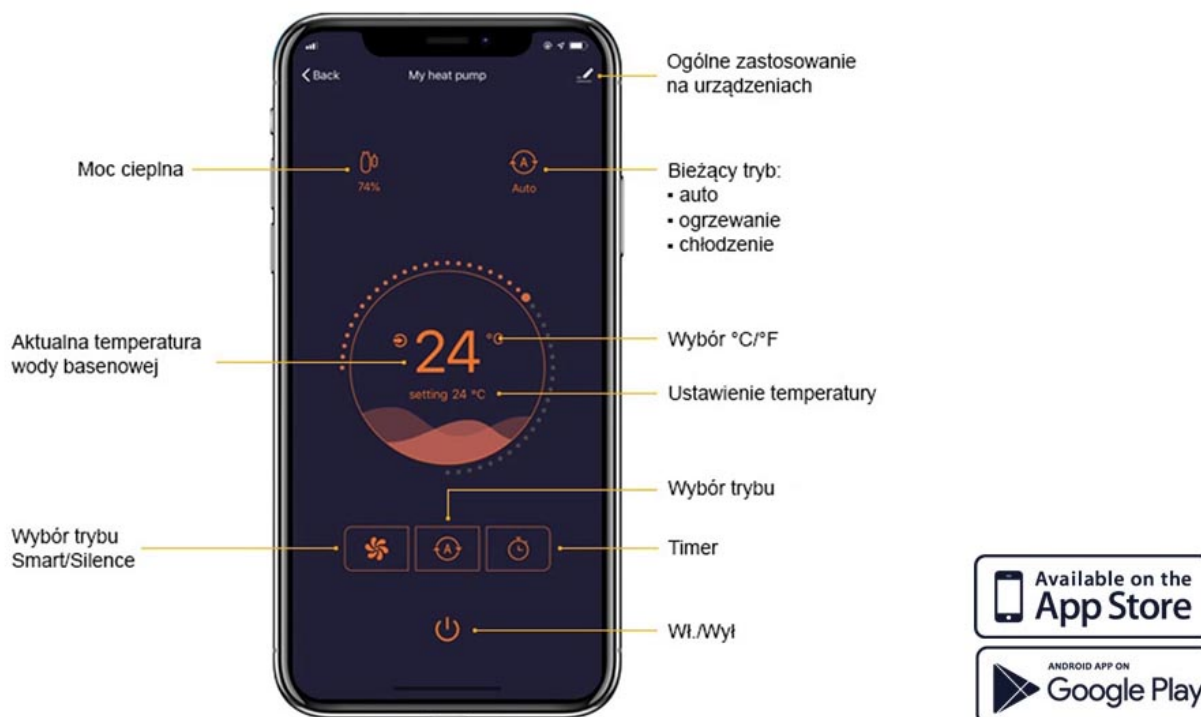 Back
My heat pump
Ogólne zastosowanie
na urządzeniach
Moc cieplna
74%
A
Auto
Bieżący tryb:
▪ auto
▪ ogrzewanie
▪ chłodzenie
Aktualna temperatura
wody basenowej
24 °C
setting 24 °C
Wybór °C/°F
Ustawienie temperatury
Wybór trybu
Wybór trybu
Smart/Silence
A
Timer
Wł./Wył
Available on the
App Store
ANDROID APP ON
Google Play